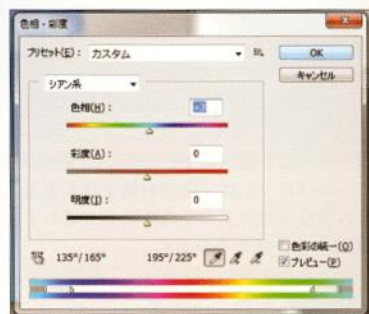 色相・彩度
プリセット(E)： カスタム
OK
キャンセル
シアン系
色相(H)：
+3
彩度(A)：
0
明度(I)：
0
135°/165°
195°/225°
色彩の統一(O)
プレビュー(P)